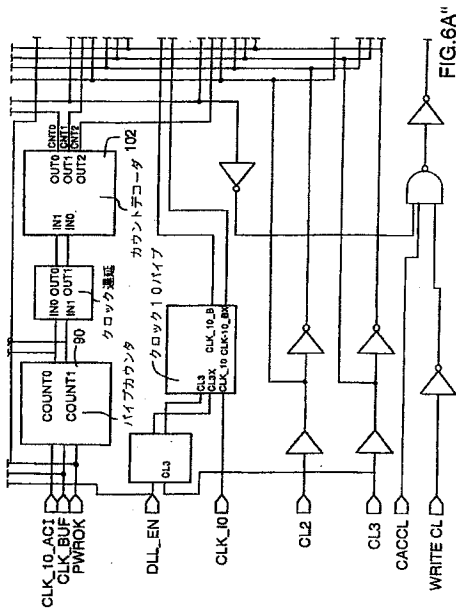 CNT0
CNT1
CNT2
OUT0
OUT1
OUT2
IN1
IN0
102
カウントデコーダ
IN0 OUT0
IN1 OUT1
クロック遅延
90
COUNT0
COUNT1
パイプカウンタ
CLK_10_ACI
CLK_BUF
PWROK
DLL_EN
CL3
CL3
CL3X
CLK_10
CLK_10_B
CLK-10_BX
クロック10パイプ
CLK_I0
CL2
CL3
CACCL
WRITE CL
FIG.6A"